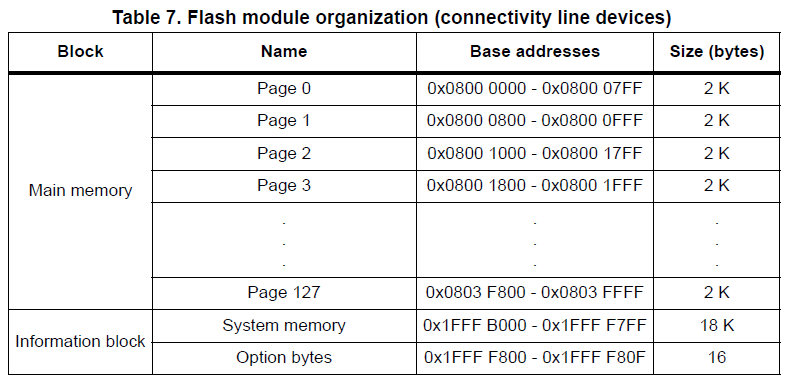 Table 7. Flash module organization (connectivity line devices)
Block Name Base addresses Size (bytes)
Main memory
Page 0 0x0800 0000 - 0x0800 07FF 2 K
Page 1 0x0800 0800 - 0x0800 0FFF 2 K
Page 2 0x0800 1000 - 0x0800 17FF 2 K
Page 3 0x0800 1800 - 0x0800 1FFF 2 K
. . .
. . .
. . .
Page 127 0x0803 F800 - 0x0803 FFFF 2 K
Information block
System memory 0x1FFF B000 - 0x1FFF F7FF 18 K
Option bytes 0x1FFF F800 - 0x1FFF F80F 16